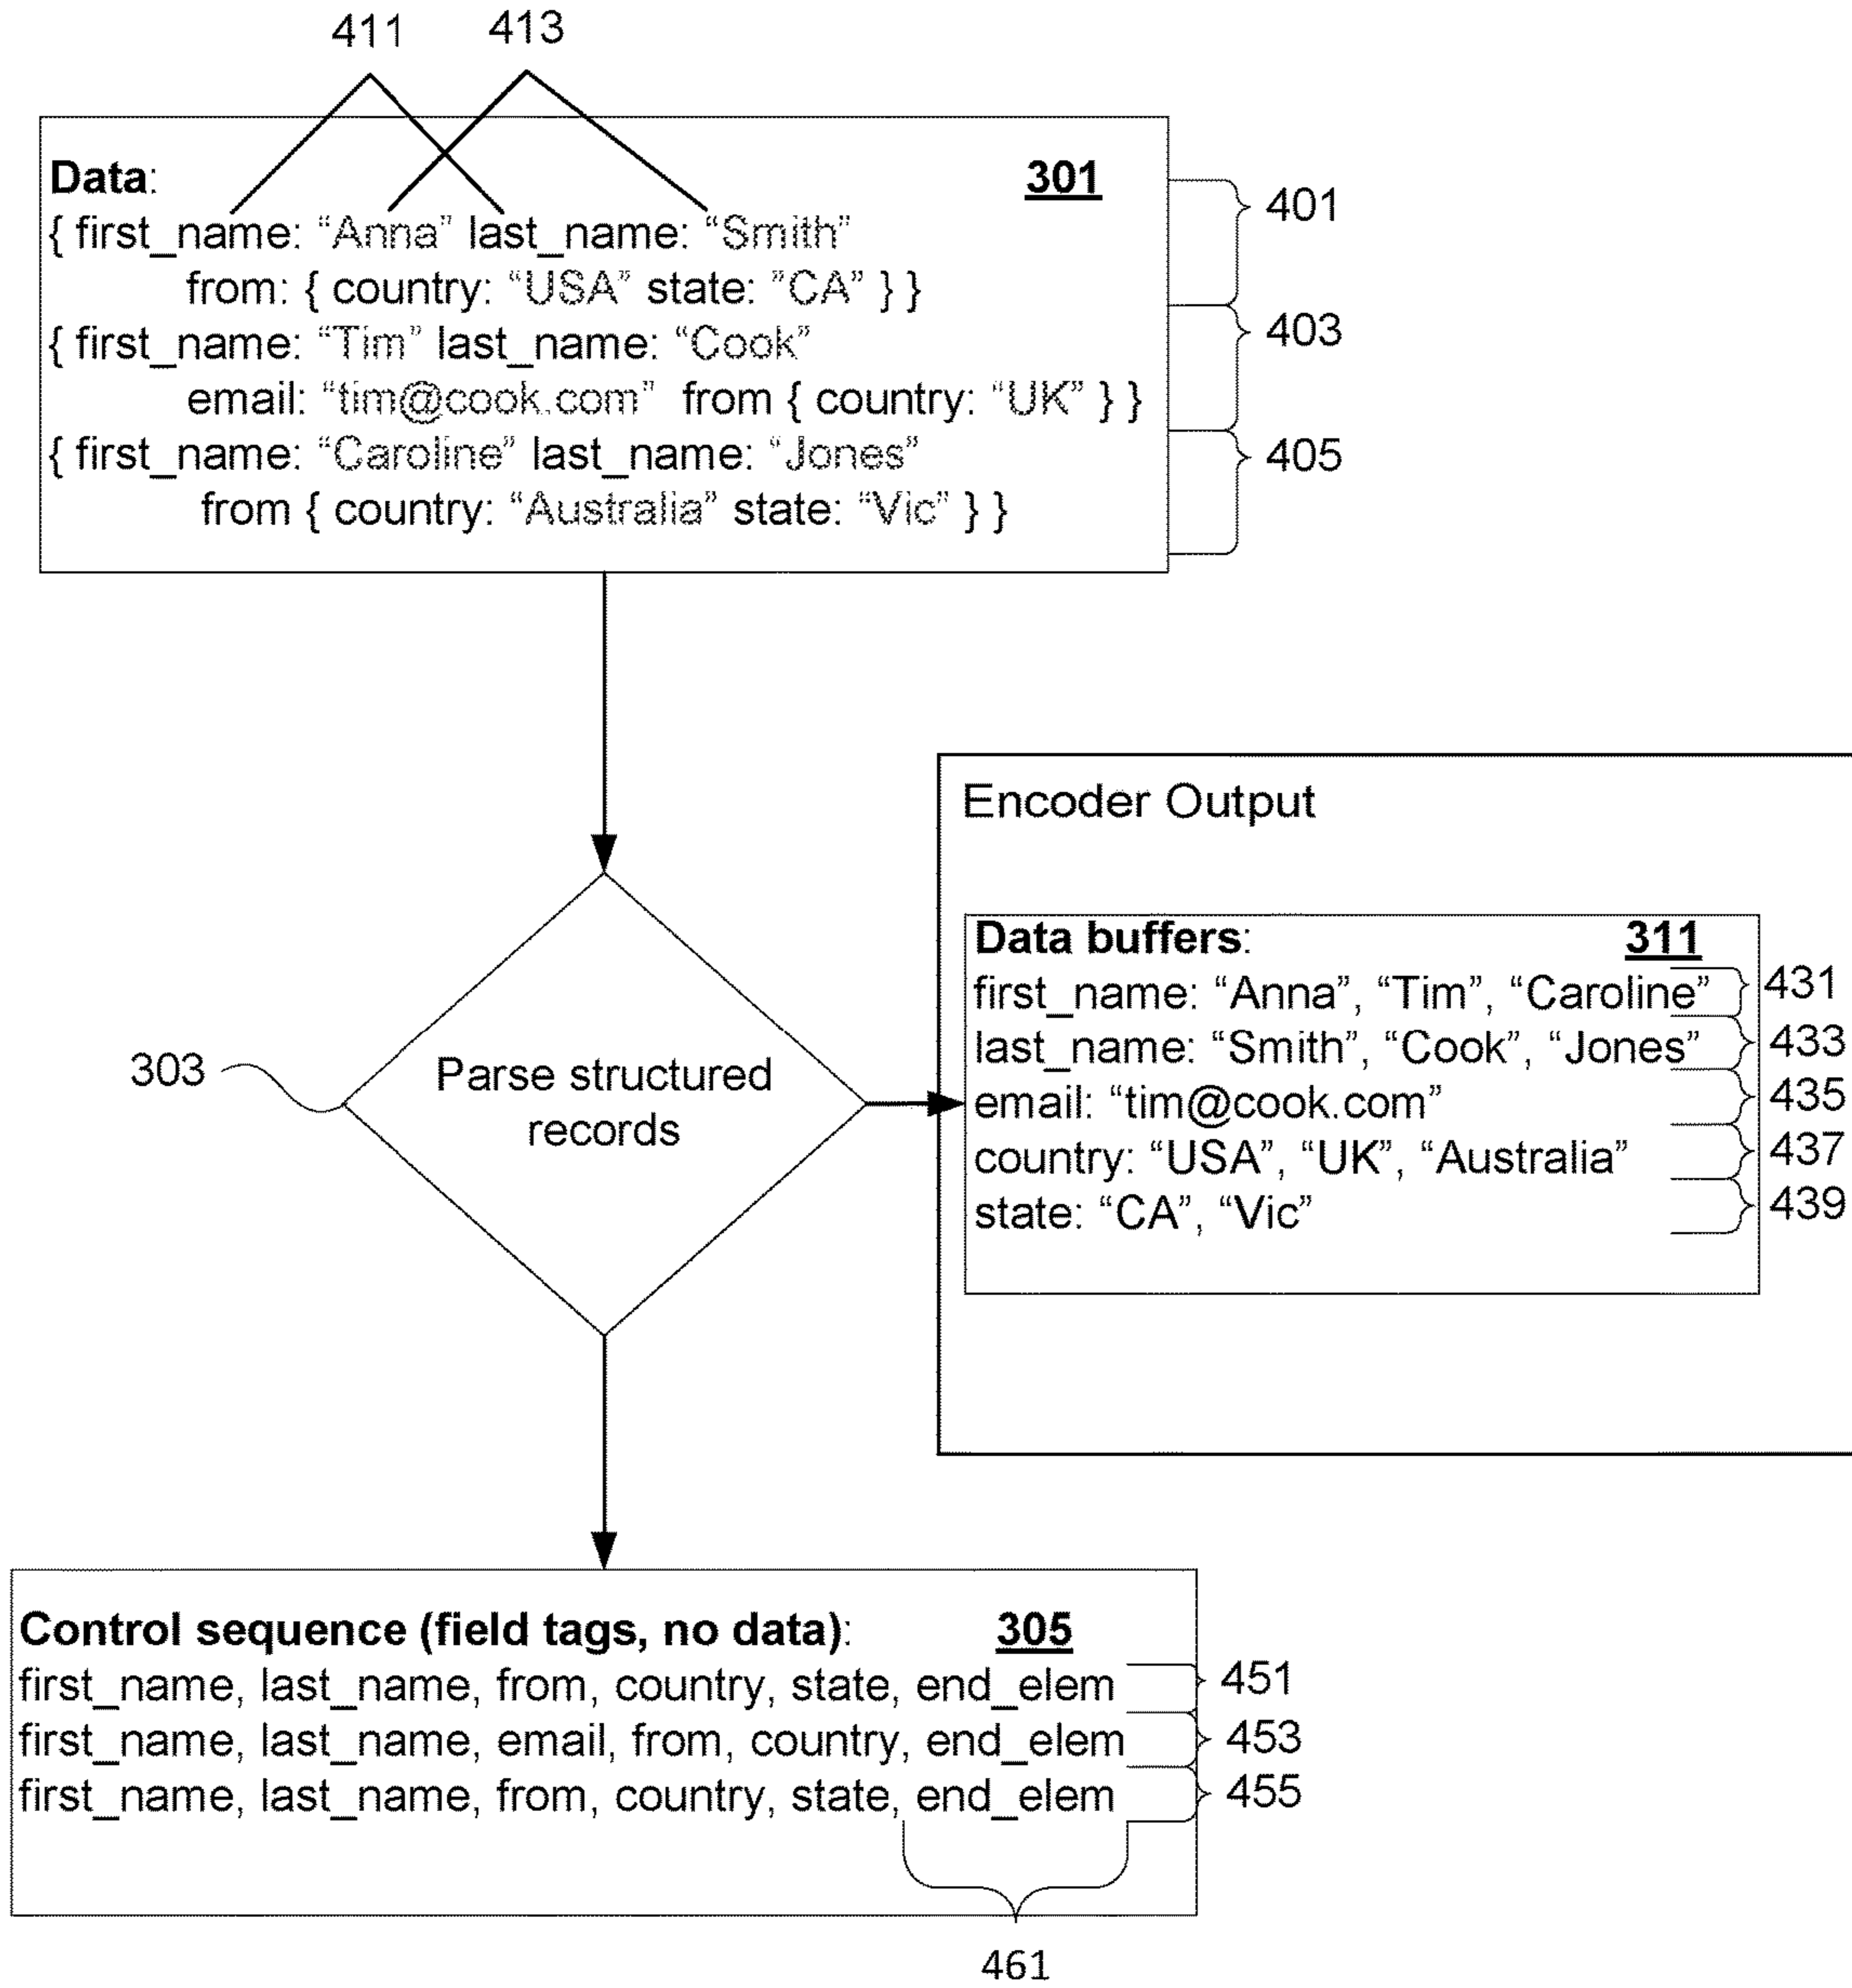 411 413
Data: 301
{ first_name: “Anna” last_name: “Smith”
from: { country: “USA” state: ”CA” } }
{ first_name: “Tim” last_name: “Cook”
email: “tim@cook.com” from { country: “UK” } }
{ first_name: “Caroline” last_name: “Jones”
from { country: “Australia” state: “Vic” } }
401
403
405
303
Parse structured
records
Encoder Output
Data buffers: 311
first_name: “Anna”, “Tim”, “Caroline” 431
last_name: “Smith”, “Cook”, “Jones” 433
email: “tim@cook.com” 435
country: “USA”, “UK”, “Australia” 437
state: “CA”, “Vic” 439
Control sequence (field tags, no data): 305
first_name, last_name, from, country, state, end_elem 451
first_name, last_name, email, from, country, end_elem 453
first_name, last_name, from, country, state, end_elem 455
461